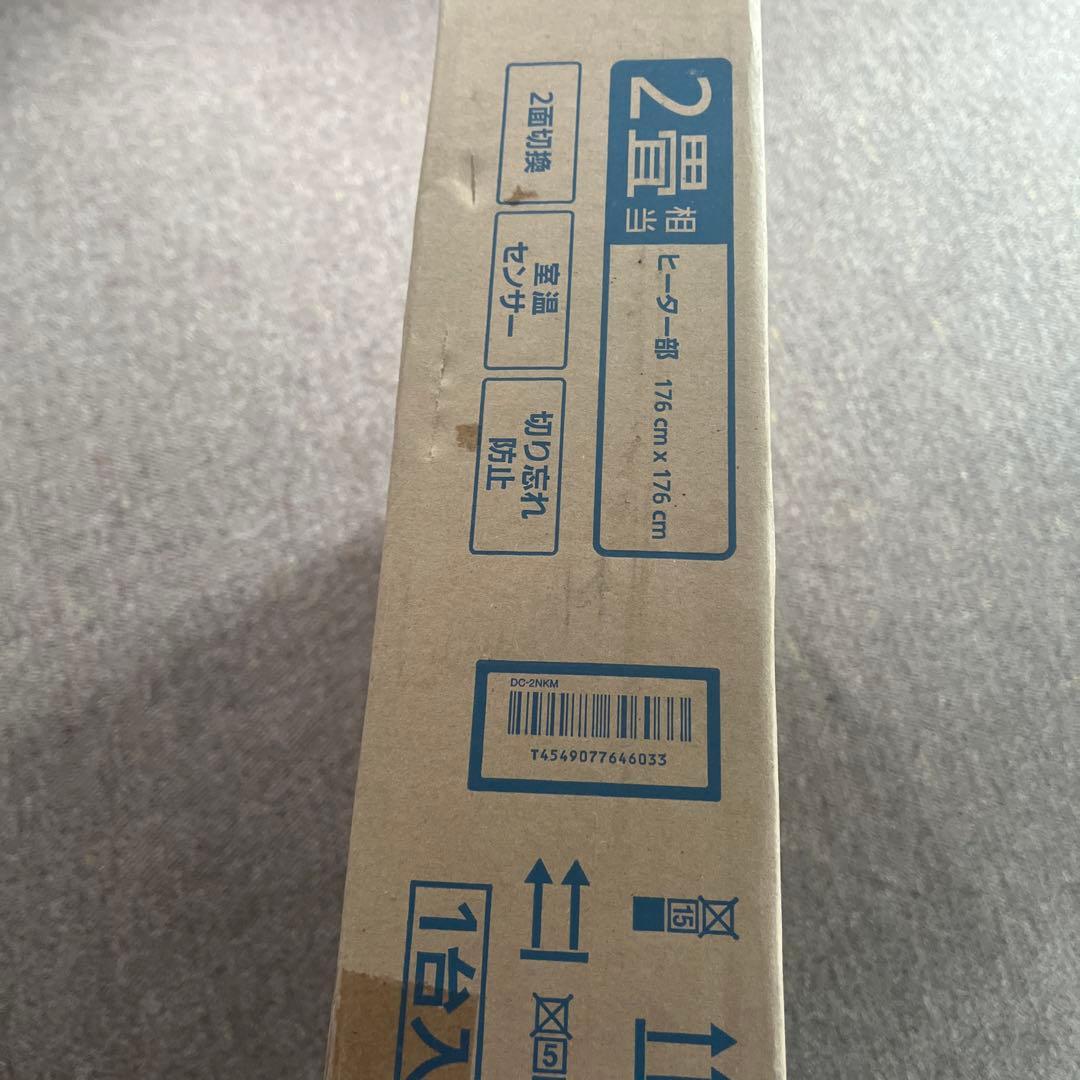 2畳
相当
ヒーター部 176 cm x 176 cm
2面切換
室温
センサー
切り忘れ
防止
DC-2NKM
T4549077646033
15
5
1台入